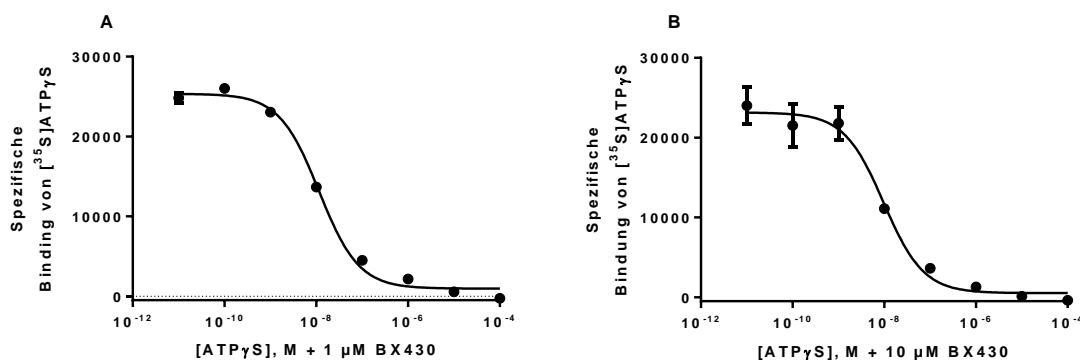 A
Spezifische
Binding von [³⁵S]ATPγS
30000
20000
10000
0
10⁻¹²
10⁻¹⁰
10⁻⁸
10⁻⁶
10⁻⁴
[ATPγS], M + 1 µM BX430
B
Spezifische
Bindung von [³⁵S]ATPγS
30000
20000
10000
0
10⁻¹²
10⁻¹⁰
10⁻⁸
10⁻⁶
10⁻⁴
[ATPγS], M + 10 µM BX430